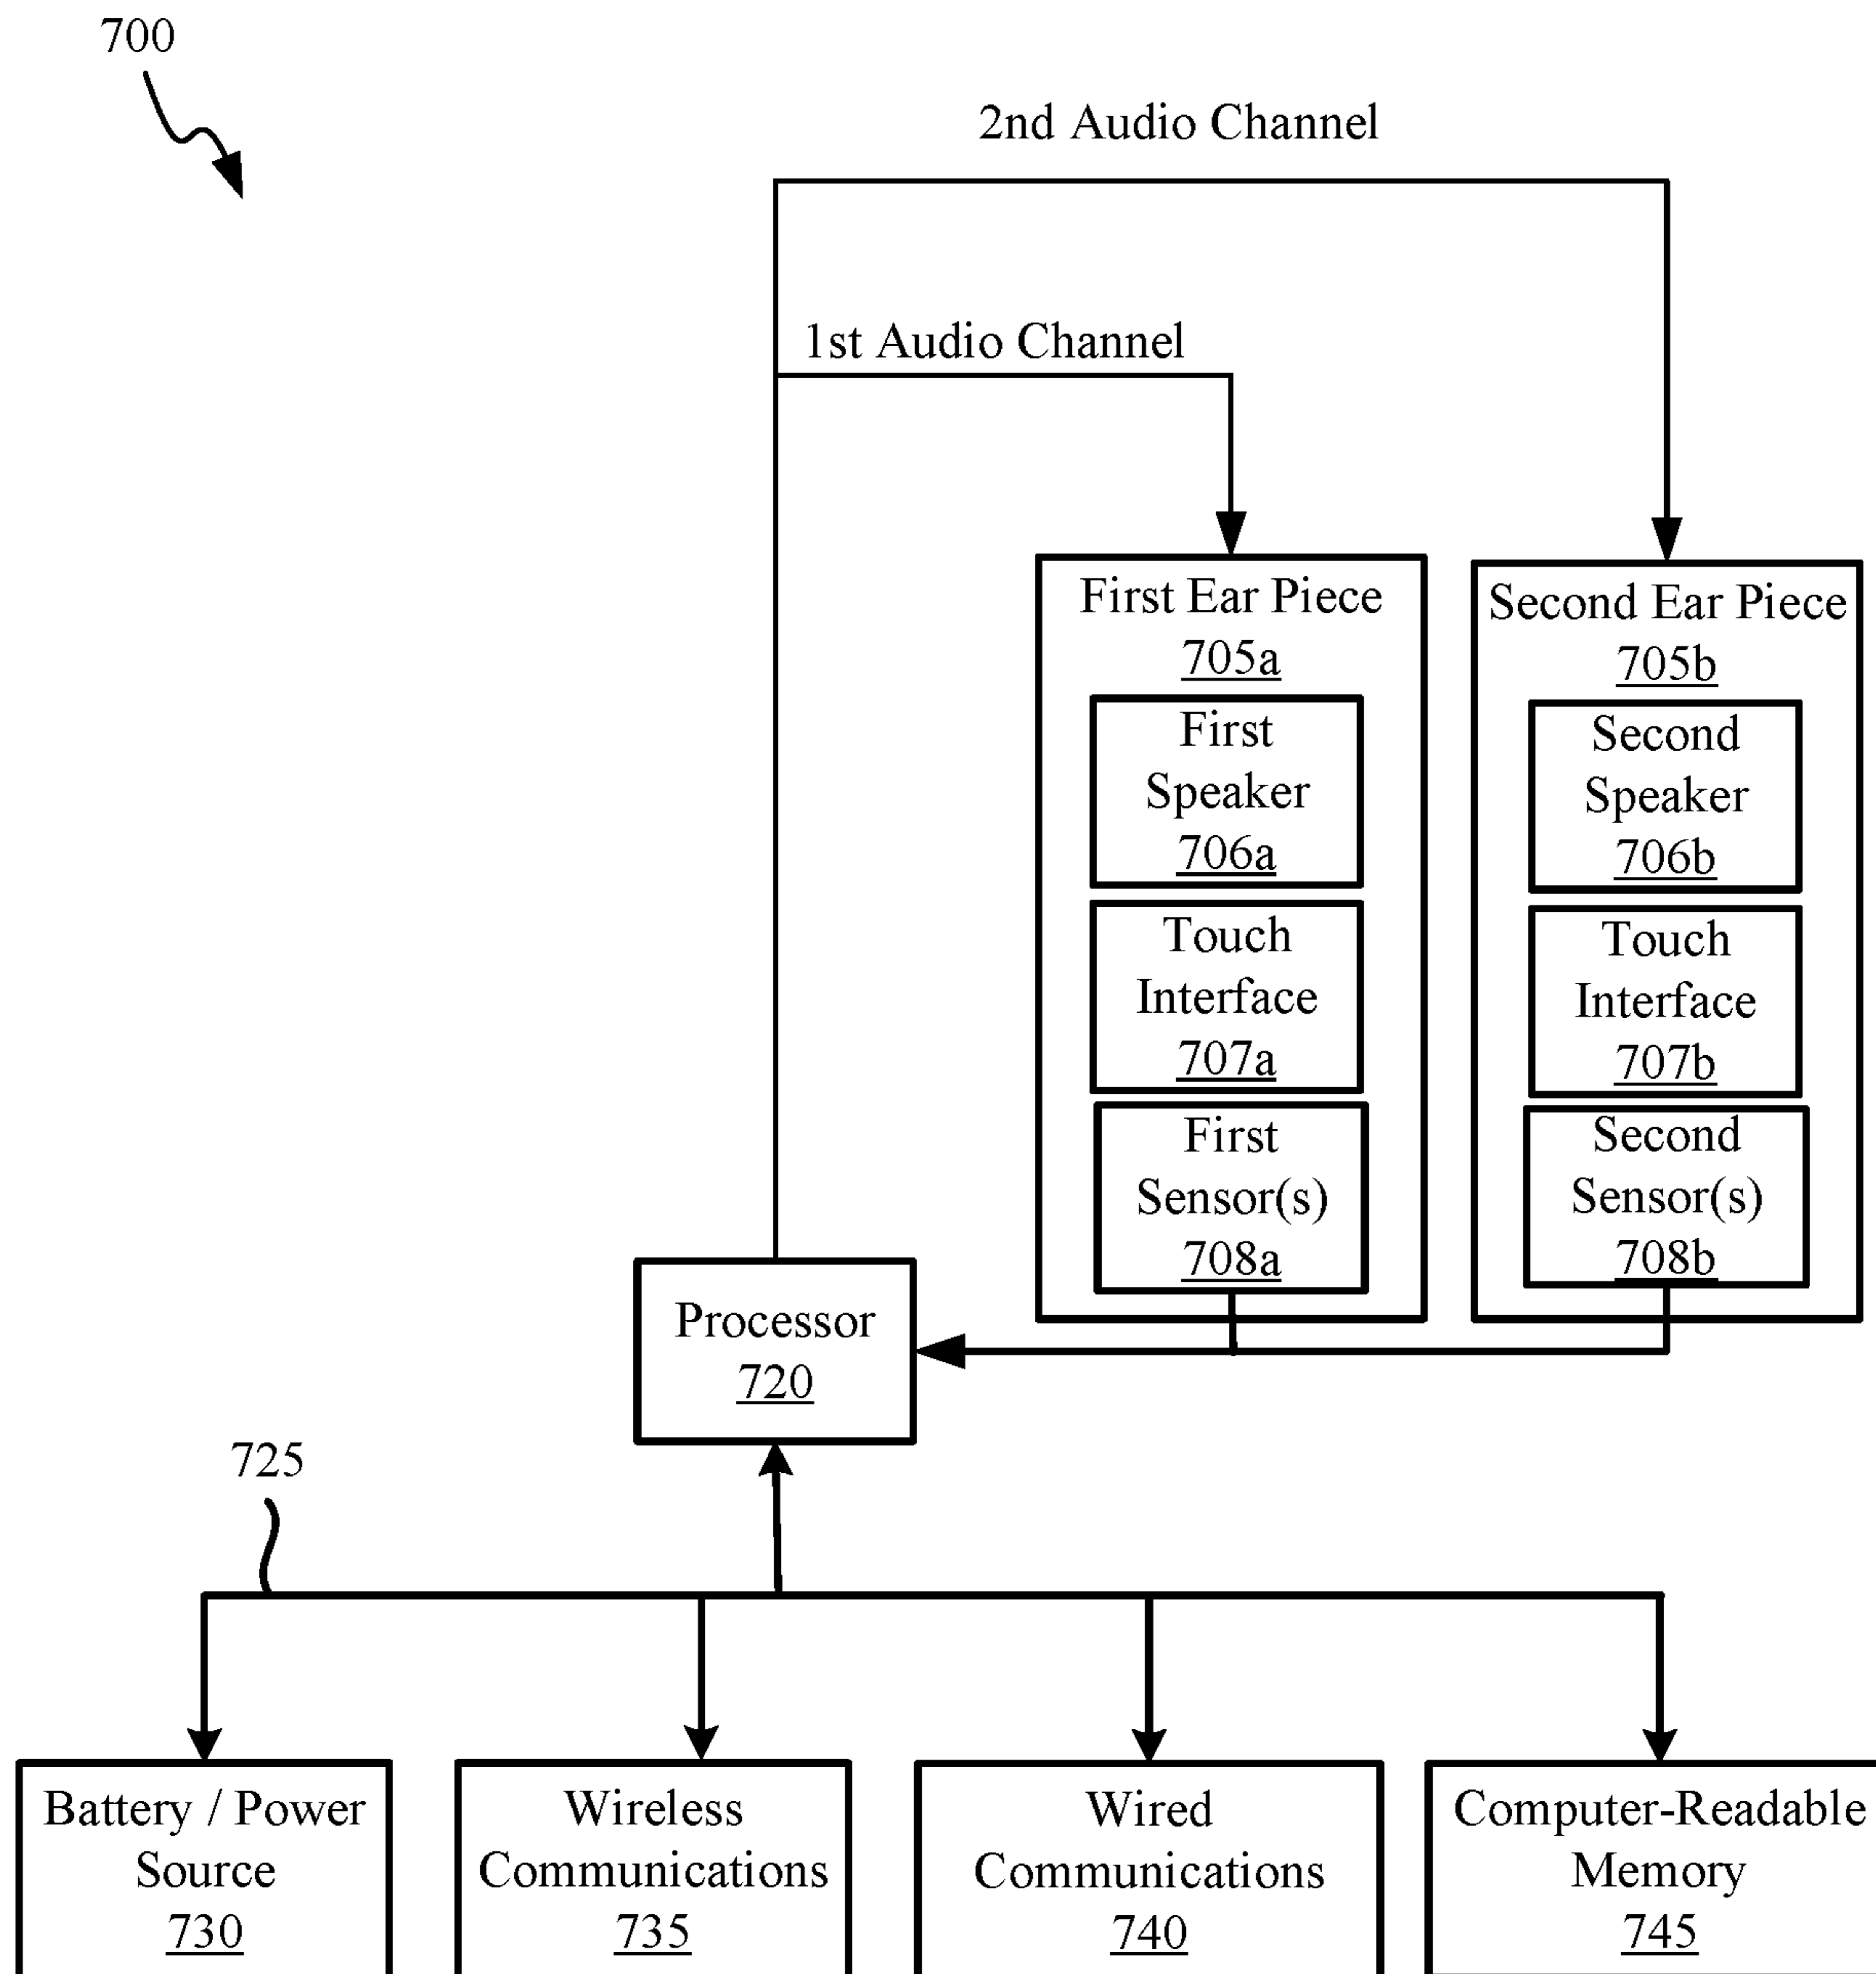 700
2nd Audio Channel
1st Audio Channel
First Ear Piece
705a
First
Speaker
706a
Touch
Interface
707a
First
Sensor(s)
708a
Second Ear Piece
705b
Second
Speaker
706b
Touch
Interface
707b
Second
Sensor(s)
708b
Processor
720
725
Battery / Power
Source
730
Wireless
Communications
735
Wired
Communications
740
Computer-Readable
Memory
745